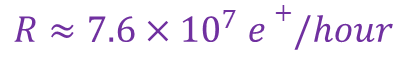 R ≈ 7.6 × 10⁷ e⁺/hour